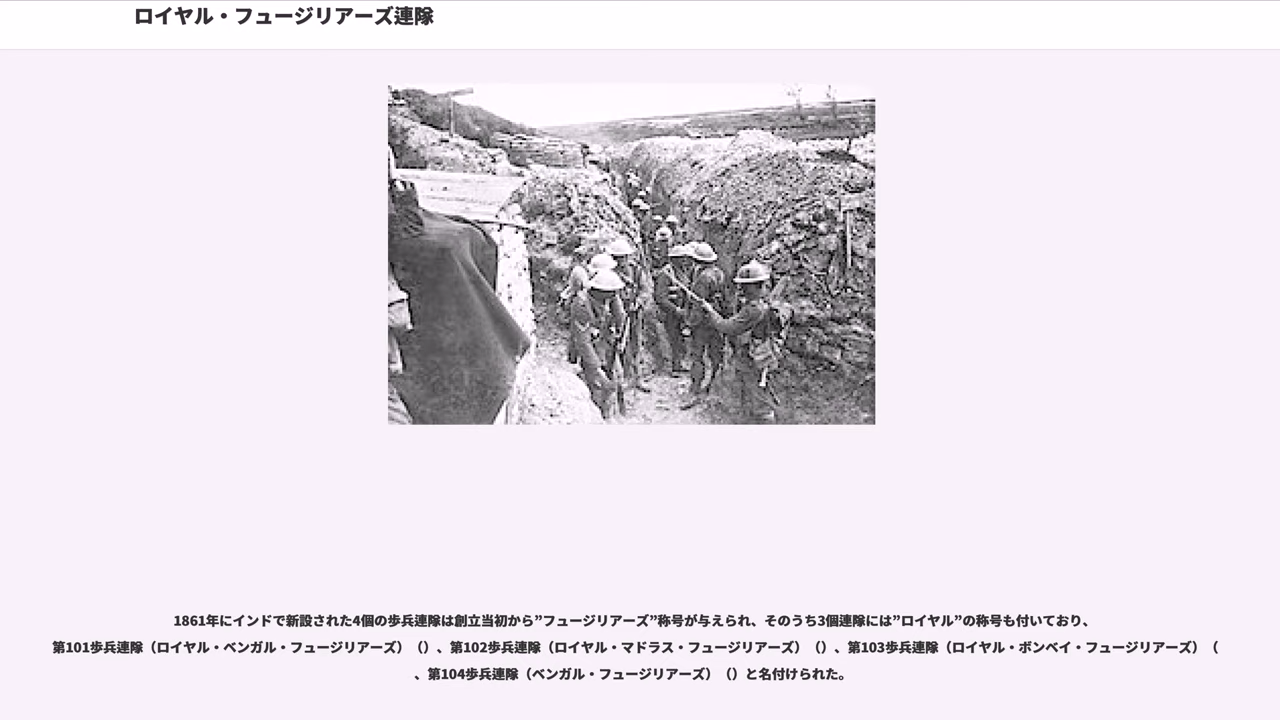 ロイヤル・フュージリアーズ連隊
1861年にインドで新設された4個の歩兵連隊は創立当初から”フュージリアーズ”称号が与えられ、そのうち3個連隊には”ロイヤル”の称号も付いており、
第101歩兵連隊（ロイヤル・ベンガル・フュージリアーズ）（）、第102歩兵連隊（ロイヤル・マドラス・フュージリアーズ）（）、第103歩兵連隊（ロイヤル・ボンベイ・フュージリアーズ）（
、第104歩兵連隊（ベンガル・フュージリアーズ）（）と名付けられた。